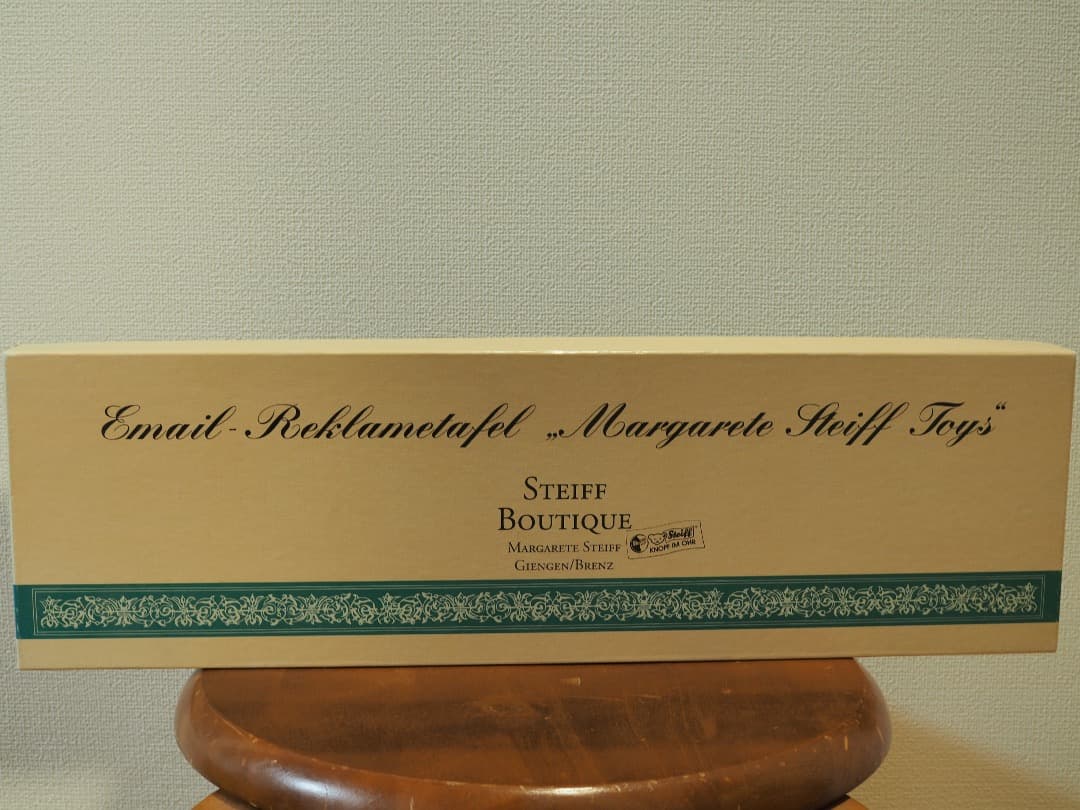 Email-Reklametafel „Margarete Steiff Toys“
STEIFF
BOUTIQUE
MARGARETE STEIFF
GIENGEN/BRENZ
Steiff
KNOPF IM OHR